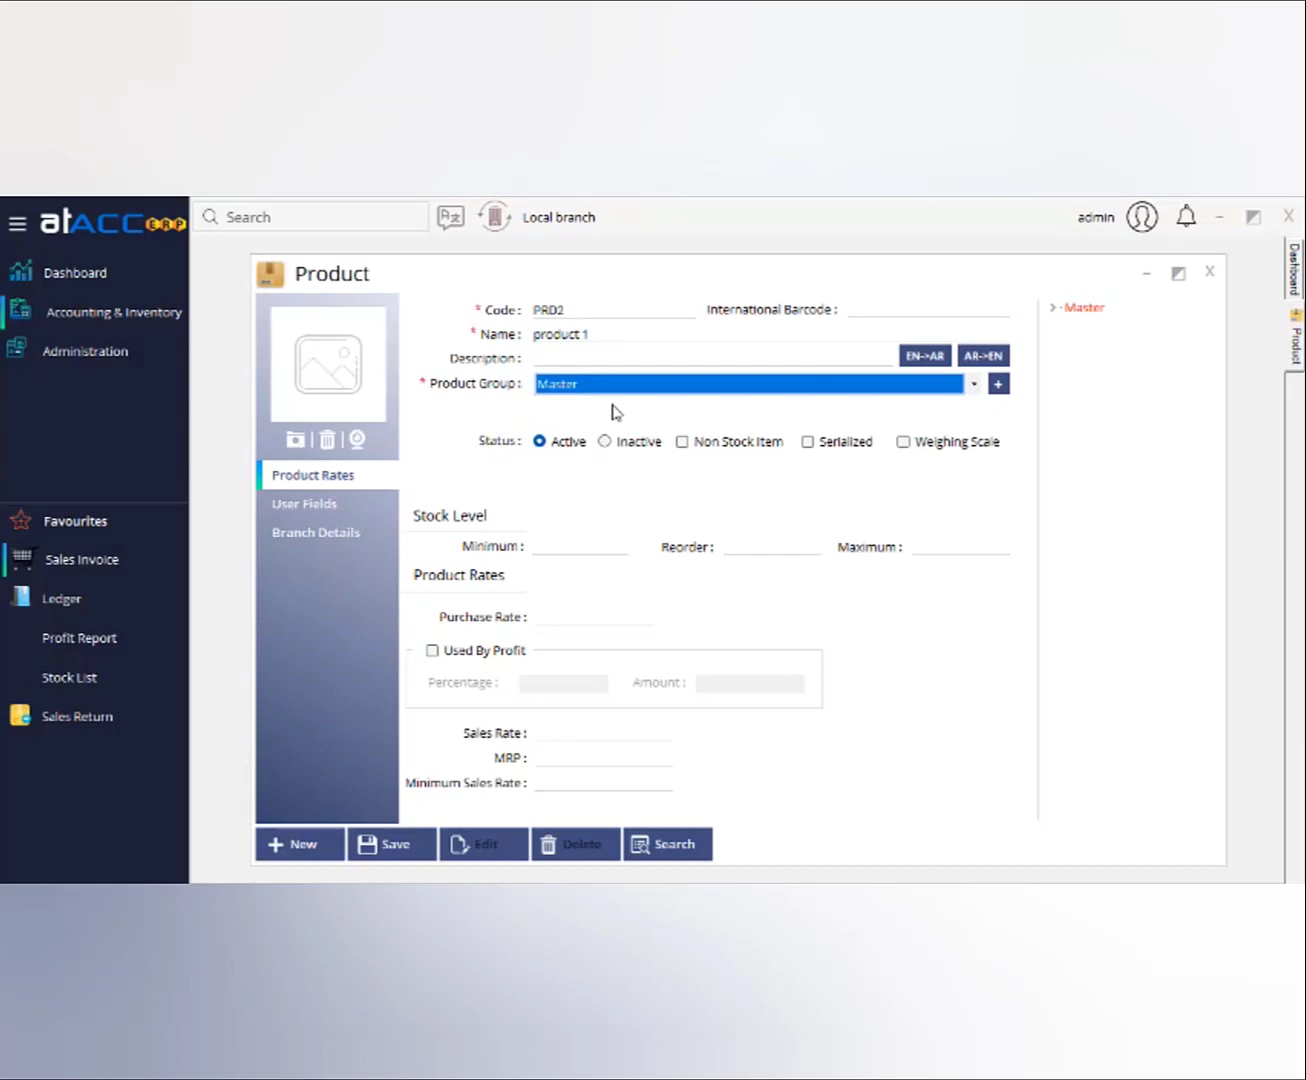 atACC ERP
Search
Local branch
admin
Dashboard
Accounting & Inventory
Administration
Favourites
Sales Invoice
Ledger
Profit Report
Stock List
Sales Return
Product
* Code : PRD2 International Barcode :
* Name : product 1
Description : EN->AR AR->EN
* Product Group : Master +
Status : Active Inactive Non Stock Item Serialized Weighing Scale
Product Rates
User Fields
Branch Details
Stock Level
Minimum : Reorder : Maximum :
Product Rates
Purchase Rate :
Used By Profit
Percentage : Amount :
Sales Rate :
MRP :
Minimum Sales Rate :
+ New Save Edit Delete Search
Master
Dashboard
Product